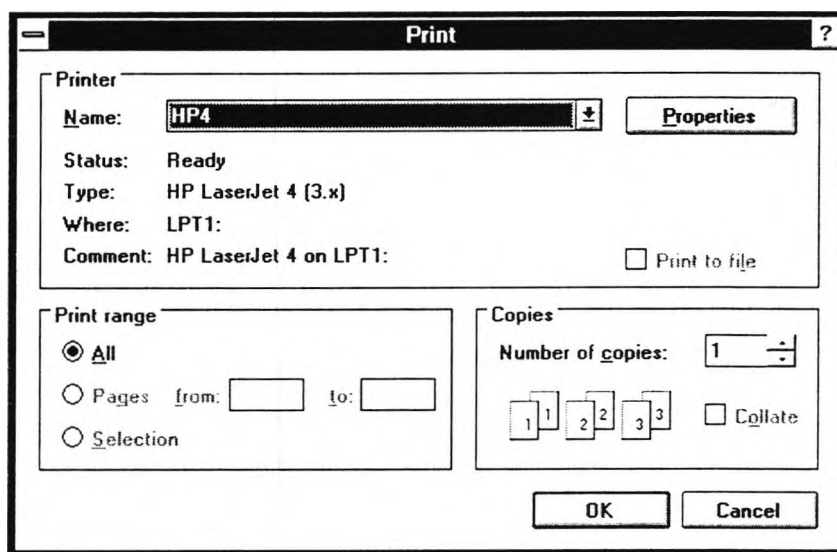 Print ?
Printer
Name: HP4 Properties
Status: Ready
Type: HP LaserJet 4 (3.x)
Where: LPT1:
Comment: HP LaserJet 4 on LPT1: Print to file
Print range
All
Pages from: to:
Selection
Copies
Number of copies: 1
1 1 2 2 3 3 Collate
OK Cancel